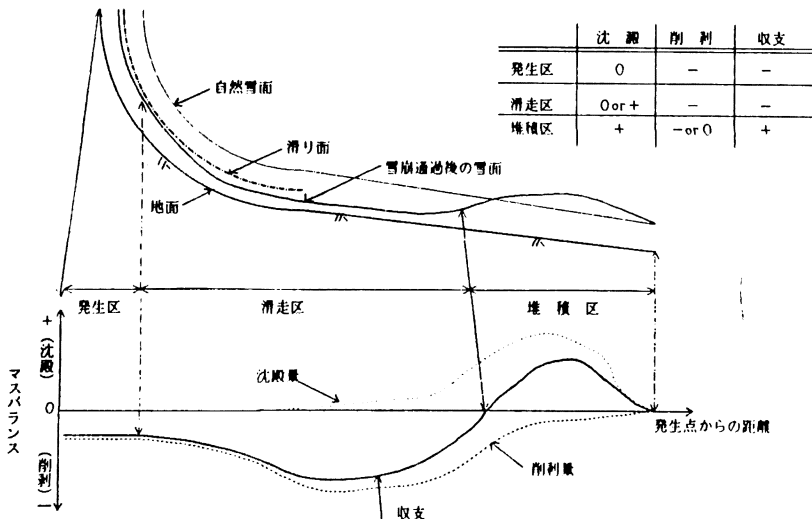 沈澱 削剥 収支
発生区 0 − −
滑走区 0 or + − −
堆積区 + − or 0 +
自然雪面
滑り面
雪崩通過後の雪面
地面
発生区 滑走区 堆積区
マスバランス
+
(沈澱)
0
(削剥)
−
沈澱量
発生点からの距離
削剥量
収支